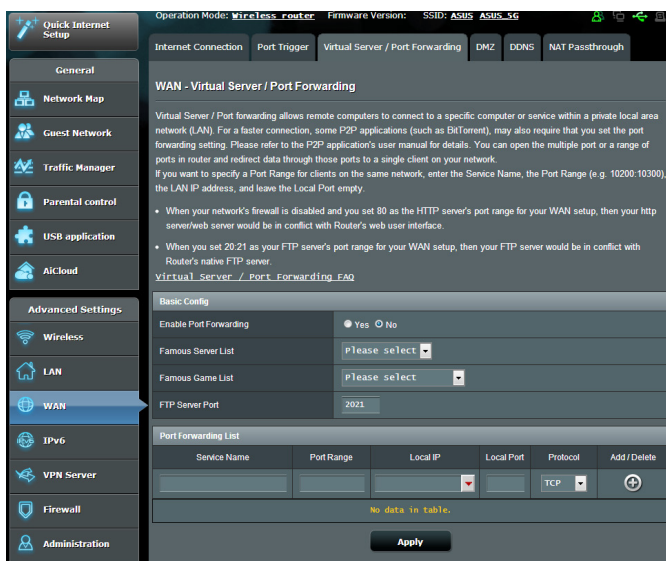 Operation Mode: Wireless router Firmware Version: SSID: ASUS ASUS_5G
Quick Internet
Setup
General
Network Map
Guest Network
Traffic Manager
Parental control
USB application
AiCloud
Advanced Settings
Wireless
LAN
WAN
IPv6
VPN Server
Firewall
Administration
Internet Connection Port Trigger Virtual Server / Port Forwarding DMZ DDNS NAT Passthrough
WAN - Virtual Server / Port Forwarding
Virtual Server / Port forwarding allows remote computers to connect to a specific computer or service within a private local area
network (LAN). For a faster connection, some P2P applications (such as BitTorrent), may also require that you set the port
forwarding setting. Please refer to the P2P application's user manual for details. You can open the multiple port or a range of
ports in router and redirect data through those ports to a single client on your network.
If you want to specify a Port Range for clients on the same network, enter the Service Name, the Port Range (e.g. 10200:10300),
the LAN IP address, and leave the Local Port empty.
• When your network's firewall is disabled and you set 80 as the HTTP server's port range for your WAN setup, then your http
server/web server would be in conflict with Router's web user interface.
• When you set 20:21 as your FTP server's port range for your WAN setup, then your FTP server would be in conflict with
Router's native FTP server.
Virtual Server / Port Forwarding FAQ
Basic Config
Enable Port Forwarding Yes No
Famous Server List Please select
Famous Game List Please select
FTP Server Port 2021
Port Forwarding List
Service Name Port Range Local IP Local Port Protocol Add / Delete
TCP
No data in table.
Apply